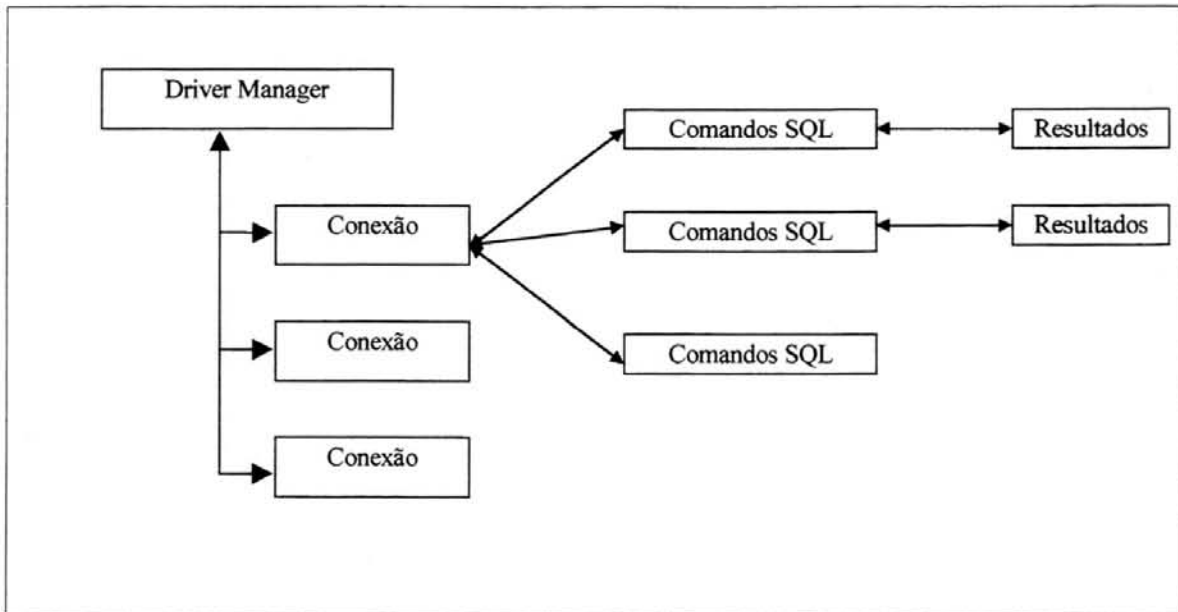 Driver Manager
Comandos SQL
Resultados
Conexão
Comandos SQL
Resultados
Conexão
Comandos SQL
Conexão